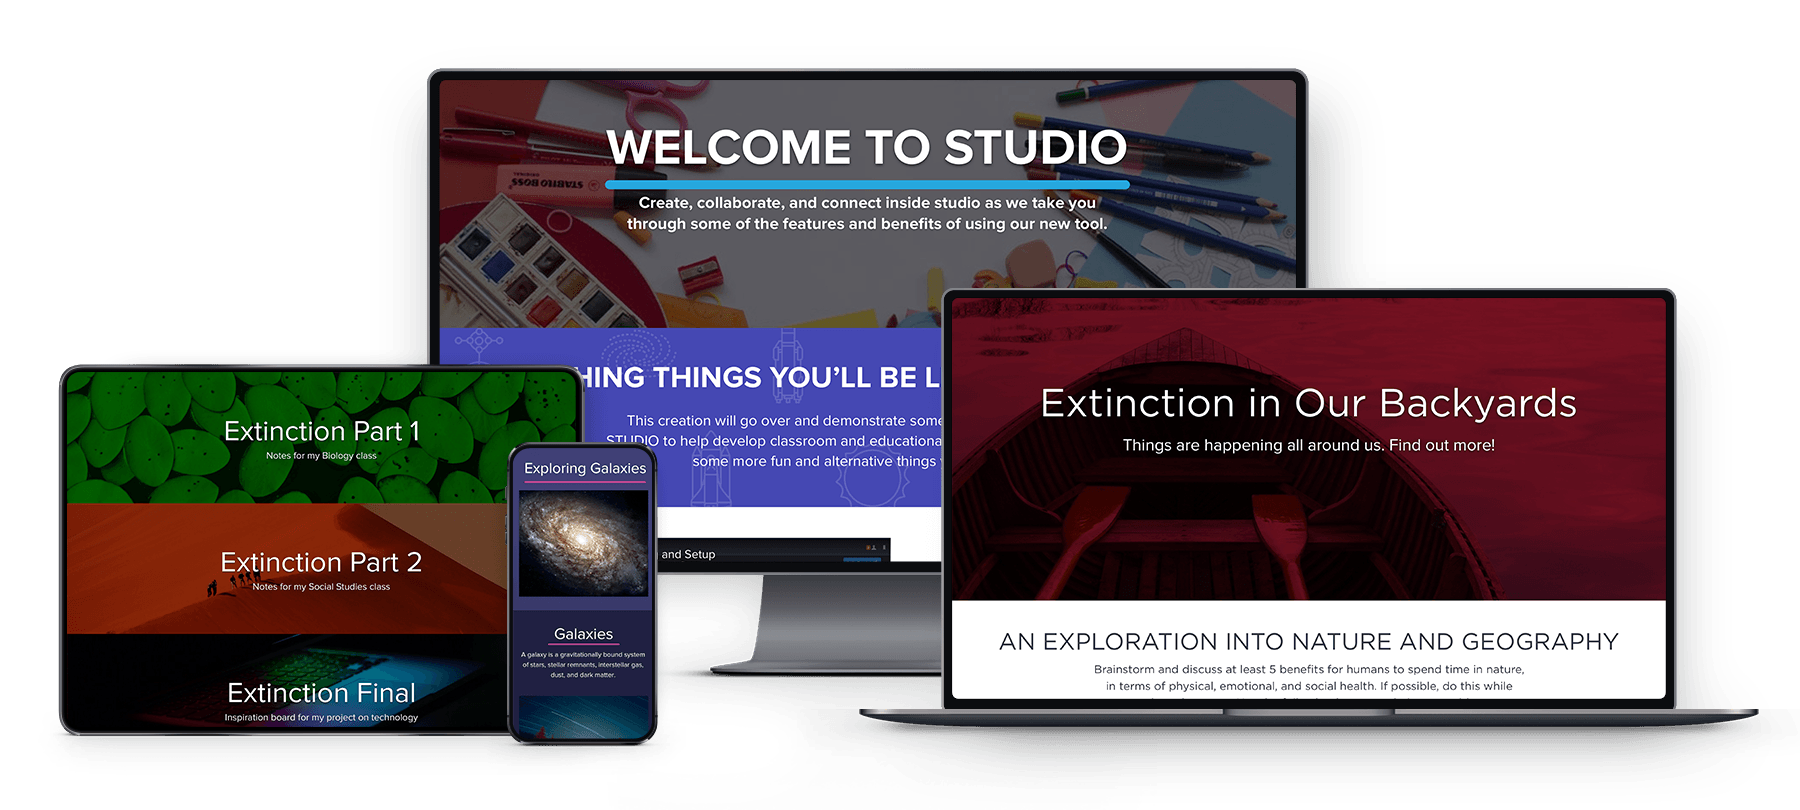 WELCOME TO STUDIO
STABILO BOSS
ORIGINAL
Create, collaborate, and connect inside studio as we take you
through some of the features and benefits of using our new tool.
HING THINGS YOU'LL BE L
This creation will go over and demonstrate some
STUDIO to help develop classroom and educationa
some more fun and alternative things
and Setup
Extinction Part 1
Notes for my Biology class
Extinction Part 2
Notes for my Social Studies class
Extinction Final
Inspiration board for my project on technology
Exploring Galaxies
Galaxies
A galaxy is a gravitationally bound system
of stars, stellar remnants, interstellar gas,
dust, and dark matter.
Extinction in Our Backyards
Things are happening all around us. Find out more!
AN EXPLORATION INTO NATURE AND GEOGRAPHY
Brainstorm and discuss at least 5 benefits for humans to spend time in nature,
in terms of physical, emotional, and social health. If possible, do this while